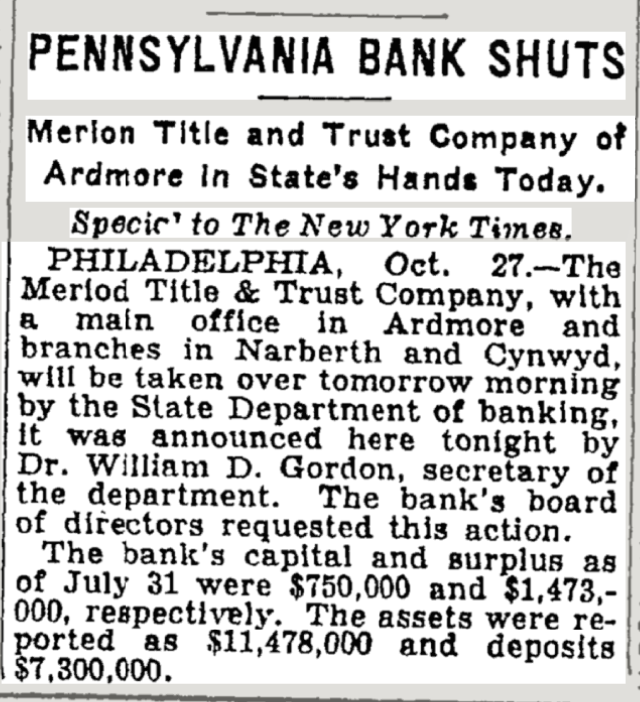 PENNSYLVANIA BANK SHUTS
Merion Title and Trust Company of
Ardmore in State's Hands Today.
Specic' to The New York Times.
PHILADELPHIA, Oct. 27.—The
Meriod Title & Trust Company, with
a main office in Ardmore and
branches in Narberth and Cynwyd,
will be taken over tomorrow morning
by the State Department of banking,
it was announced here tonight by
Dr. William D. Gordon, secretary of
the department. The bank's board
of directors requested this action.
The bank's capital and surplus as
of July 31 were $750,000 and $1,473,-
000, respectively. The assets were re-
ported as $11,478,000 and deposits
$7,300,000.